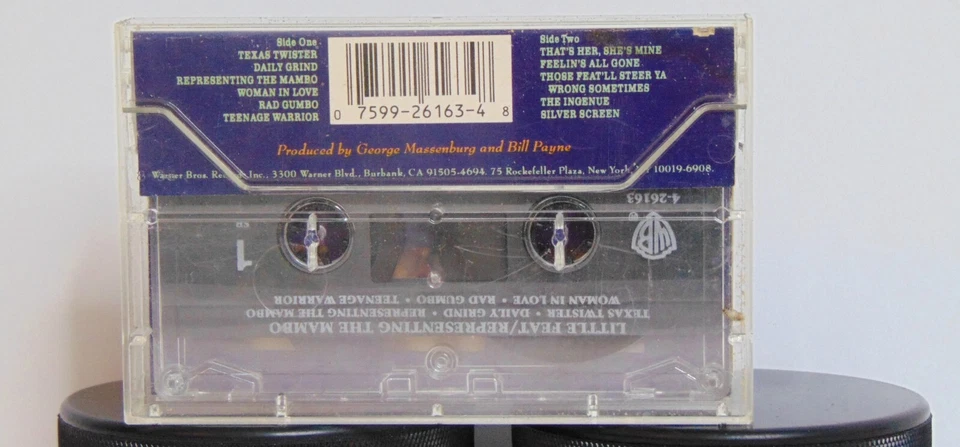 Side One
TEXAS TWISTER
DAILY GRIND
REPRESENTING THE MAMBO
WOMAN IN LOVE
RAD GUMBO
TEENAGE WARRIOR
0 7599-26163-4 8
Side Two
THAT'S HER, SHE'S MINE
FEELIN'S ALL GONE
THOSE FEAT'LL STEER YA
WRONG SOMETIMES
THE INGENUE
SILVER SCREEN
Produced by George Massenburg and Bill Payne
Warner Bros. Inc., 3300 Warner Blvd., Burbank, CA 91505-4694. 75 Rockefeller Plaza, New York, 10019-6908.
LITTLE FEAT/REPRESENTING THE MAMBO
TEXAS TWISTER • DAILY GRIND • REPRESENTING THE MAMBO
WOMAN IN LOVE • RAD GUMBO • TEENAGE WARRIOR
1
WB
®
4-26163